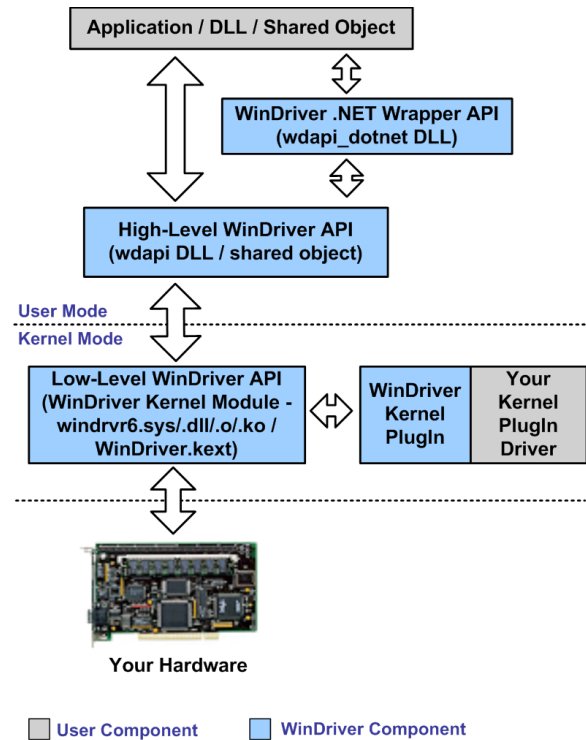 Application / DLL / Shared Object
WinDriver .NET Wrapper API
(wdapi_dotnet DLL)
High-Level WinDriver API
(wdapi DLL / shared object)
User Mode
Kernel Mode
Low-Level WinDriver API
(WinDriver Kernel Module -
windrvr6.sys/.dll/.o/.ko /
WinDriver.kext)
WinDriver
Kernel
PlugIn
Your
Kernel
PlugIn
Driver
Your Hardware
User Component
WinDriver Component